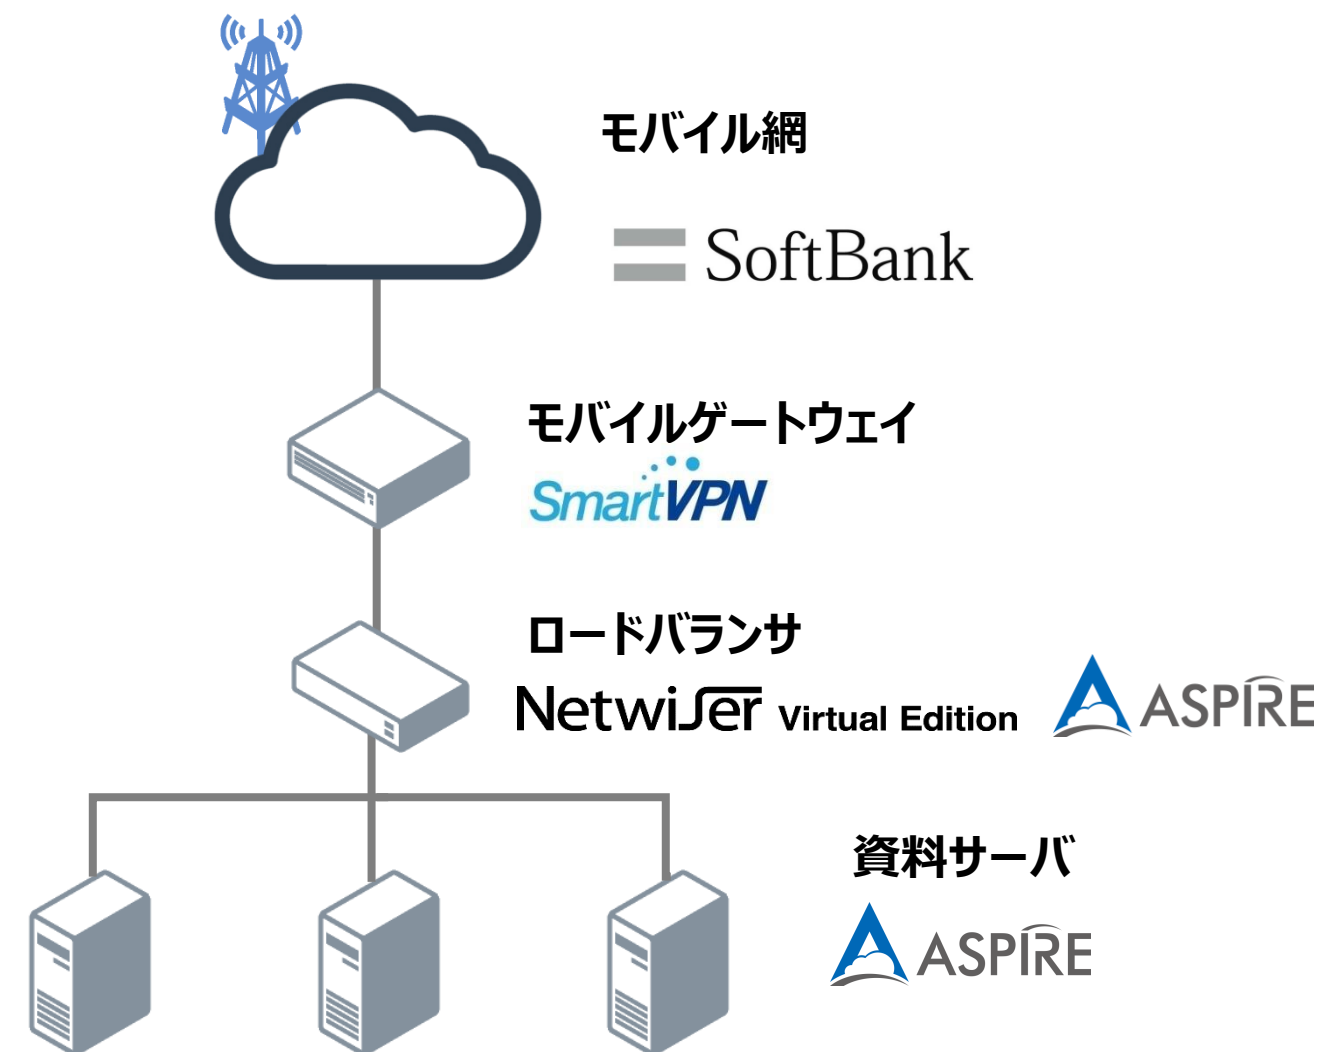 モバイル網
SoftBank
モバイルゲートウェイ
SmartVPN
ロードバランサ
Netwiser Virtual Edition
ASPIRE
資料サーバ
ASPIRE